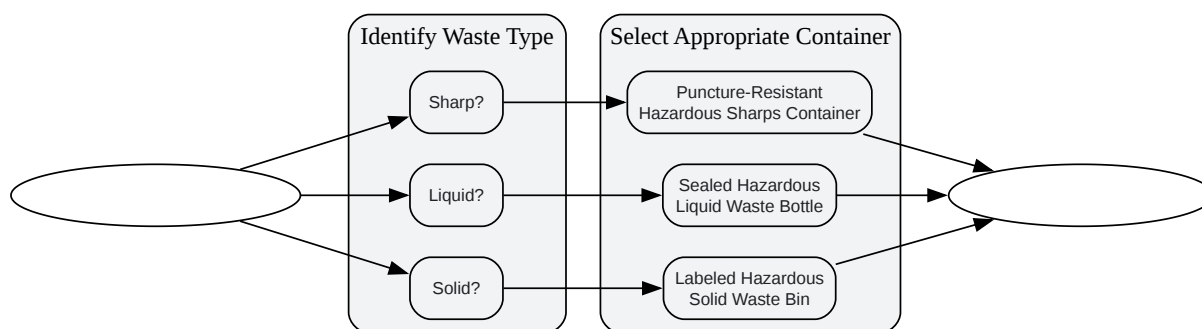 Identify Waste Type
Select Appropriate Container
Sharp?
Puncture-Resistant
Hazardous Sharps Container
Liquid?
Sealed Hazardous
Liquid Waste Bottle
Solid?
Labeled Hazardous
Solid Waste Bin